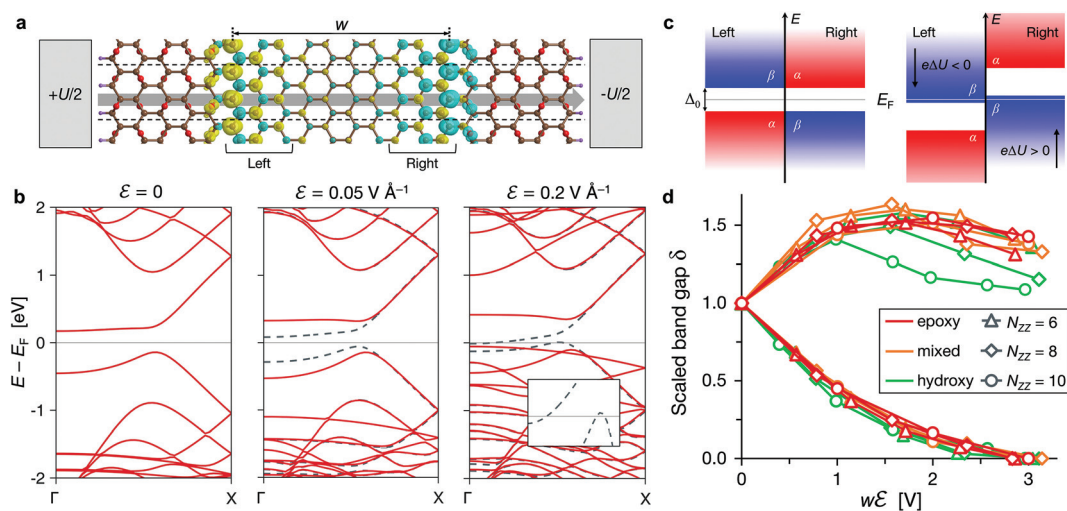 a
w
+U/2
-U/2
Left
Right
b
ℰ = 0
ℰ = 0.05 V Å⁻¹
ℰ = 0.2 V Å⁻¹
E − E_F [eV]
2
1
0
-1
-2
Γ
X
Γ
X
Γ
X
c
Left
E
Right
β
α
Δ₀
α
β
Left
E
Right
eΔU < 0
α
β
E_F
β
α
eΔU > 0
d
Scaled band gap δ
1.5
1.0
0.5
0.0
epoxy
N_ZZ = 6
mixed
N_ZZ = 8
hydroxy
N_ZZ = 10
0
1
2
3
wℰ [V]